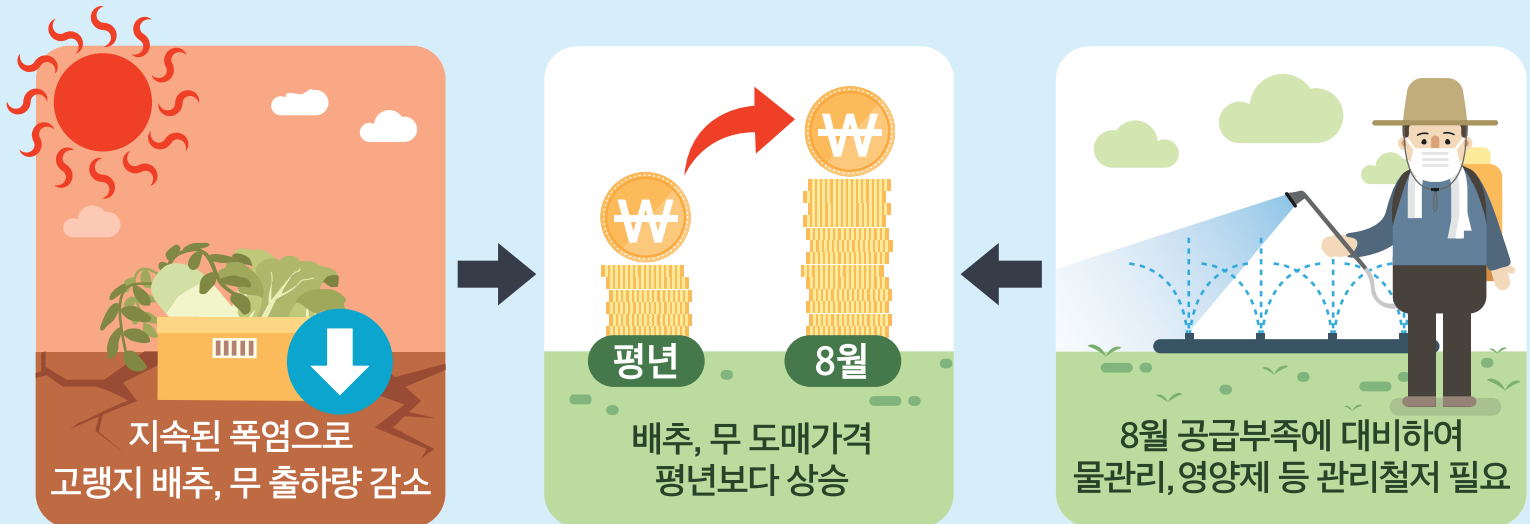 지속된 폭염으로
고랭지 배추, 무 출하량 감소
₩
₩
평년
8월
배추, 무 도매가격
평년보다 상승
8월 공급부족에 대비하여
물관리, 영양제 등 관리철저 필요